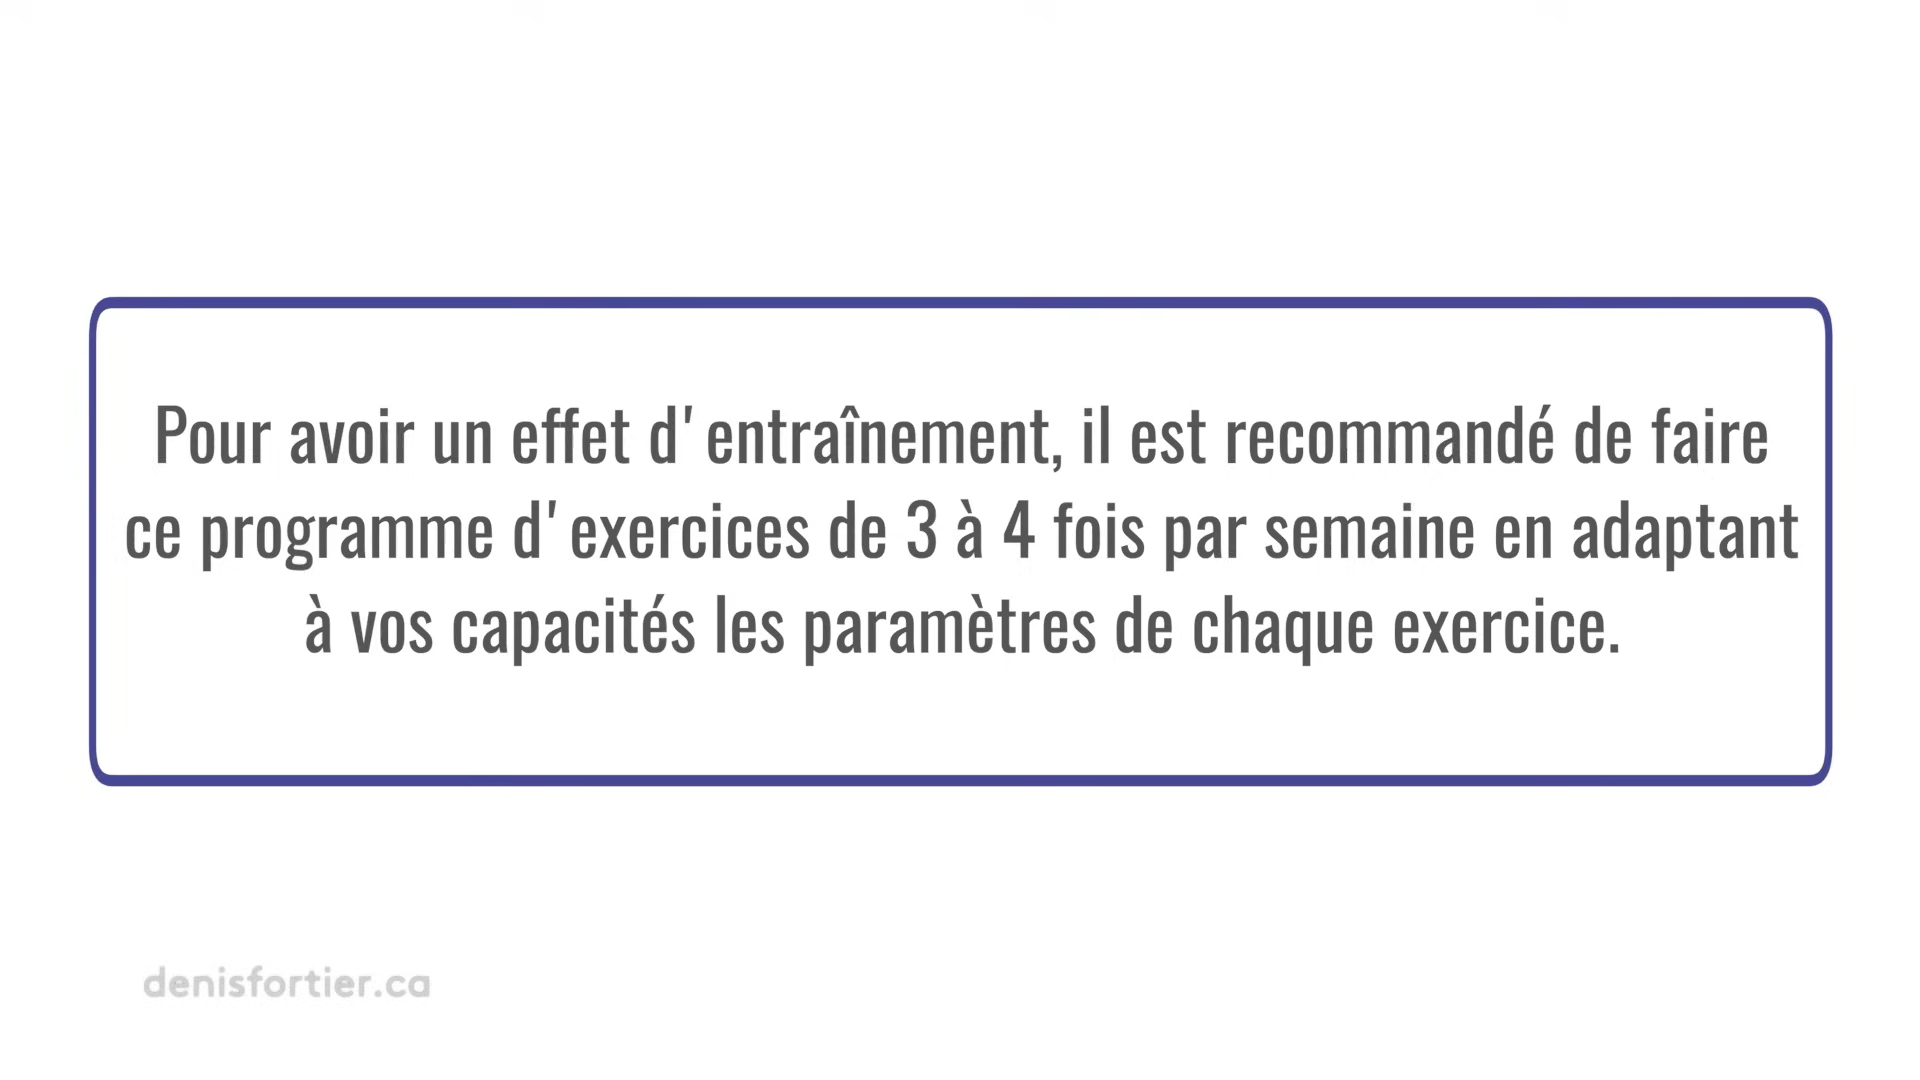 Pour avoir un effet d'entraînement, il est recommandé de faire
ce programme d'exercices de 3 à 4 fois par semaine en adaptant
à vos capacités les paramètres de chaque exercice.
denisfortier.ca